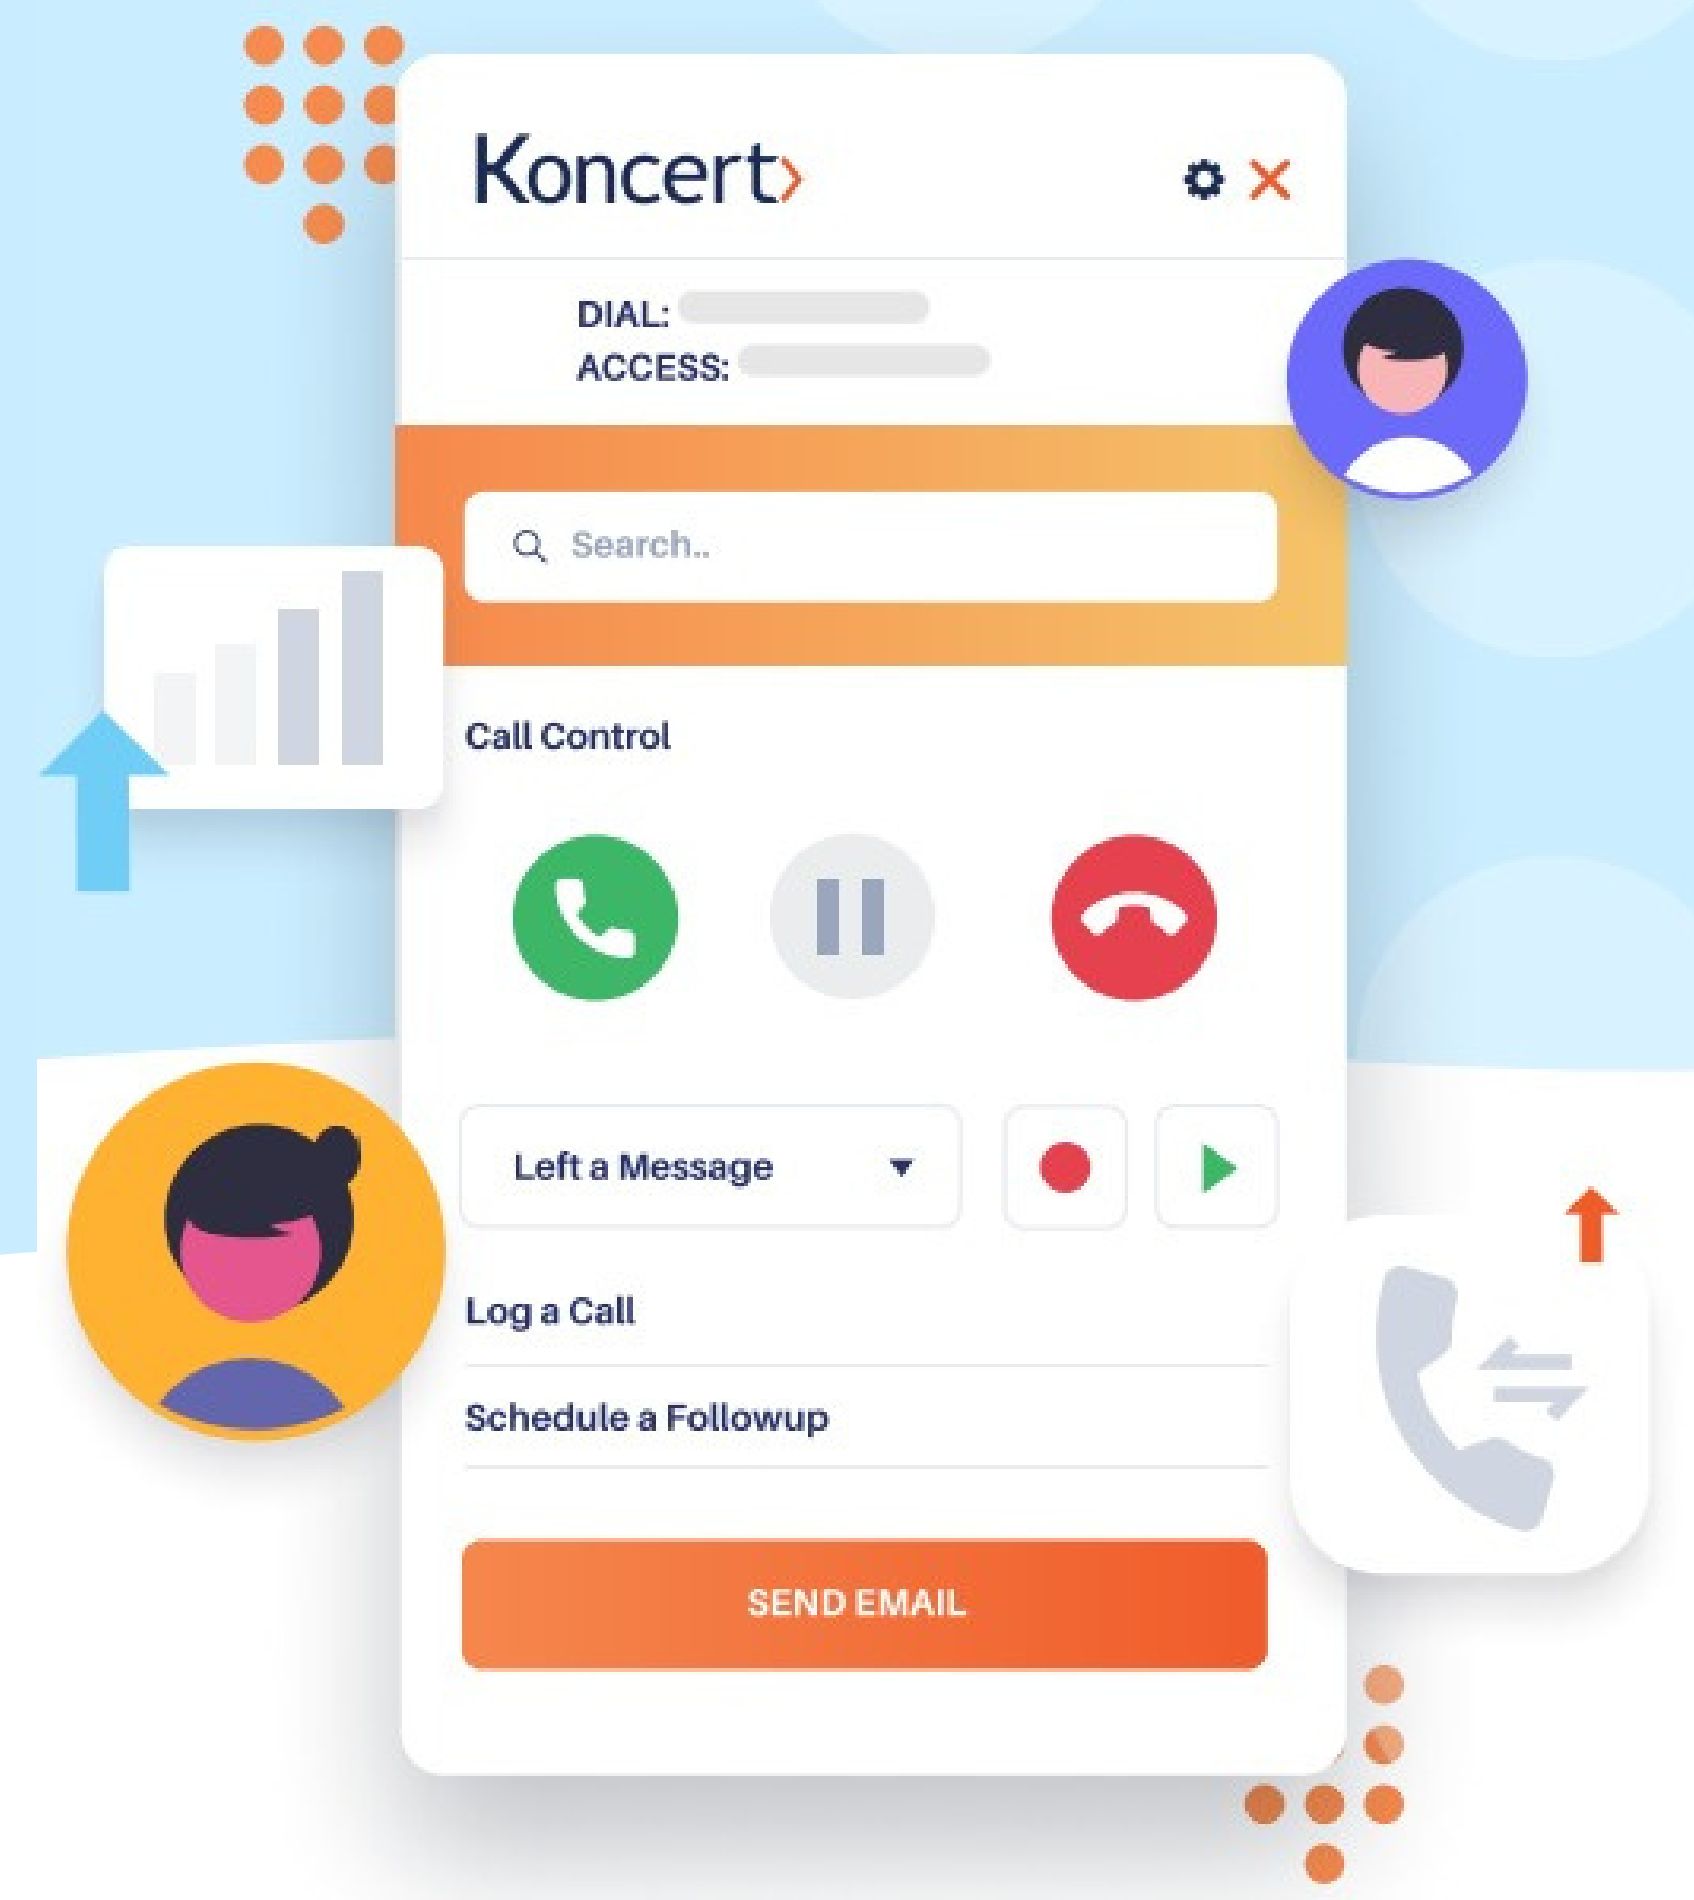 Koncert
DIAL:
ACCESS:
Search..
Call Control
Left a Message
Log a Call
Schedule a Followup
SEND EMAIL